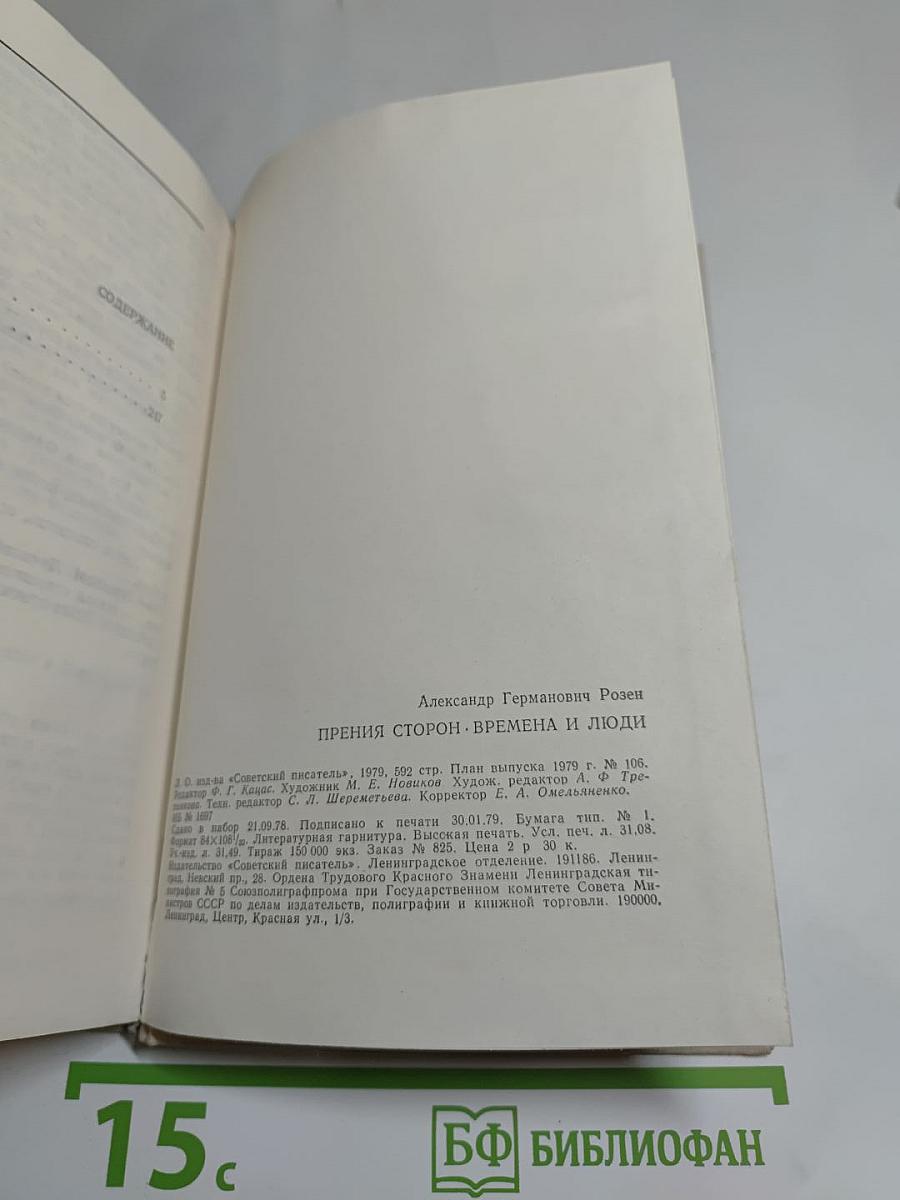 СОДЕРЖАНИЕ
5
217
Александр Германович Розен
ПРЕНИЯ СТОРОН · ВРЕМЕНА И ЛЮДИ
Л. О. изд-ва «Советский писатель», 1979, 592 стр. План выпуска 1979 г. № 106.
Редактор Ф. Г. Кацас. Художник М. Е. Новиков. Худож. редактор А. Ф Тре-
тьякова. Техн. редактор С. Л. Шереметьева. Корректор Е. А. Омельяненко.
ИБ № 1697
Сдано в набор 21.09.78. Подписано к печати 30.01.79. Бумага тип. № 1.
Формат 84×108¹/₃₂. Литературная гарнитура. Высокая печать. Усл. печ. л. 31,08.
Уч.-изд. л. 31,49. Тираж 150 000 экз. Заказ № 825. Цена 2 р 30 к.
Издательство «Советский писатель». Ленинградское отделение. 191186. Ленин-
град, Невский пр., 28. Ордена Трудового Красного Знамени Ленинградская ти-
пография № 5 Союзполиграфпрома при Государственном комитете Совета Ми-
нистров СССР по делам издательств, полиграфии и книжной торговли. 190000,
Ленинград, Центр, Красная ул., 1/3.
15 с
БФ БИБЛИОФАН